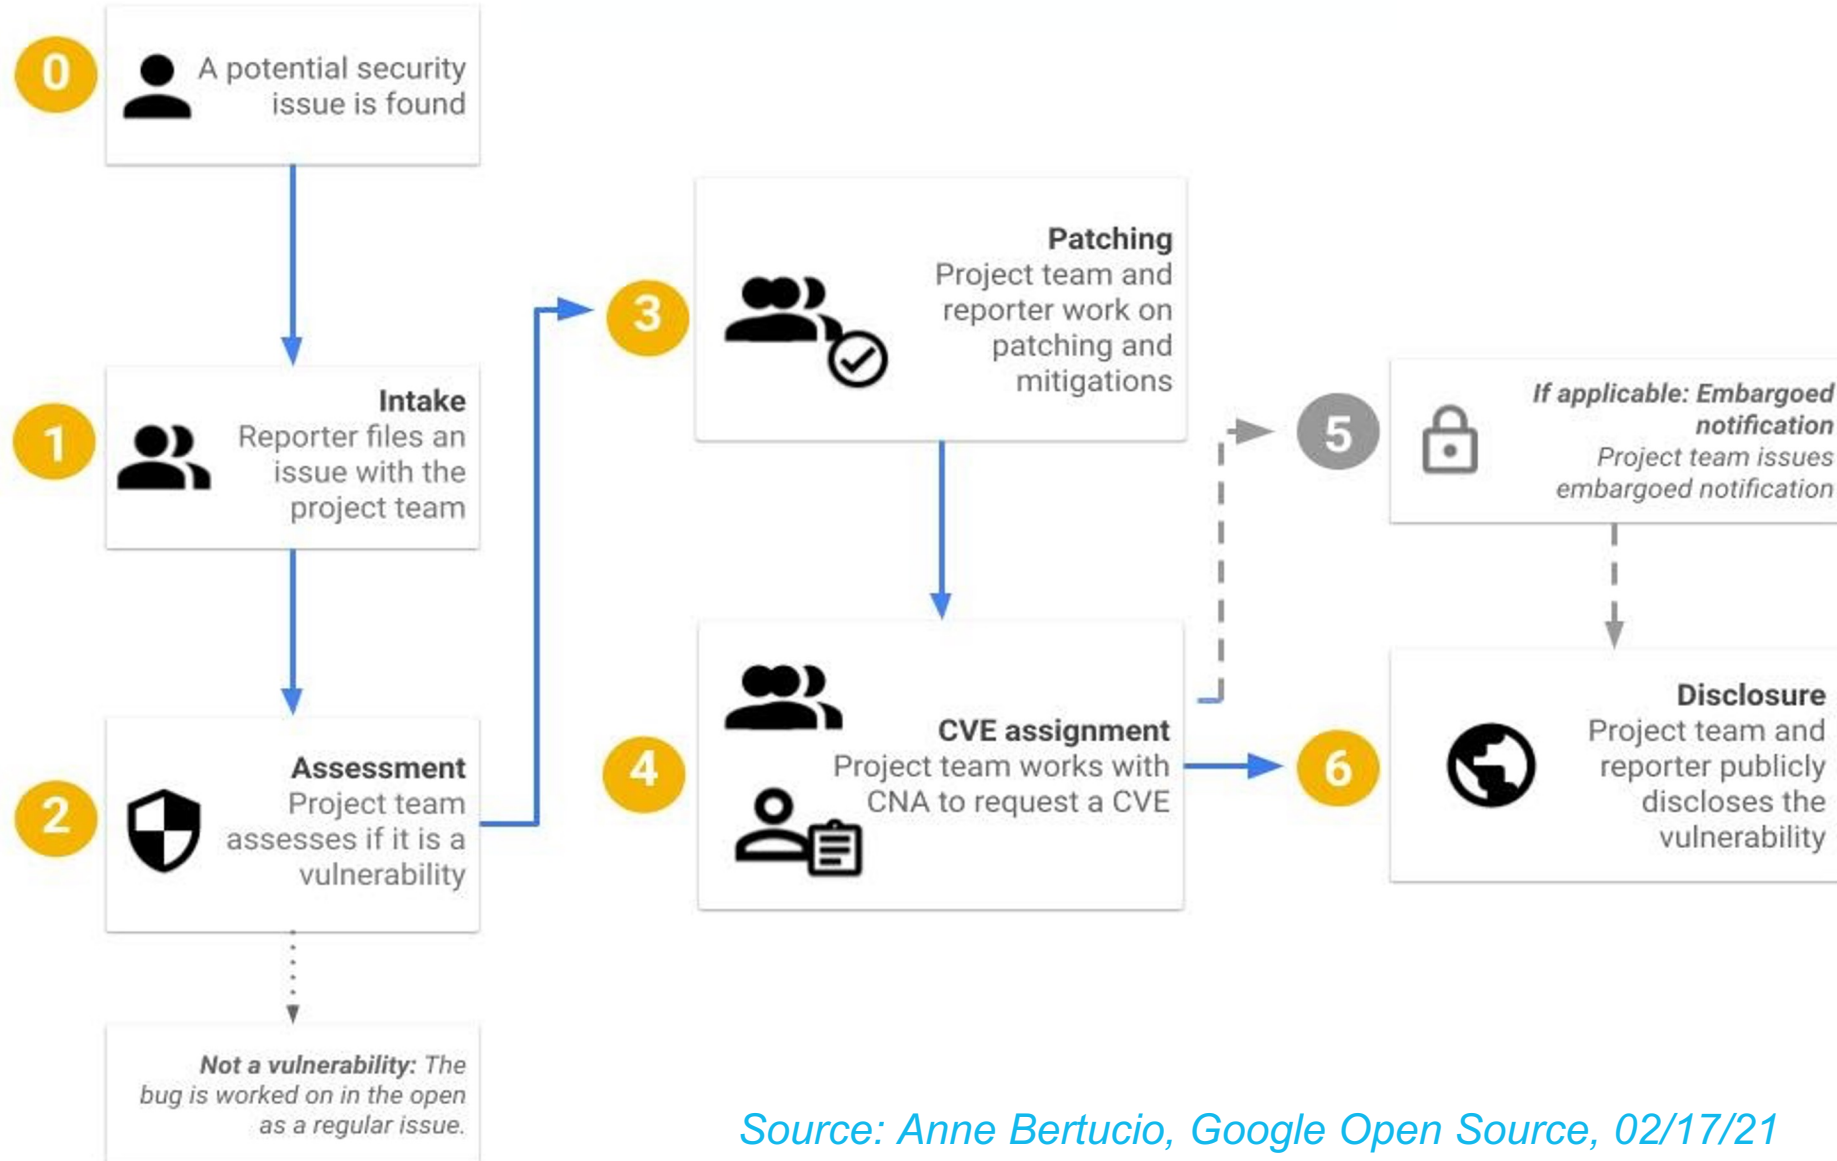 0
A potential security
issue is found
1
Intake
Reporter files an
issue with the
project team
2
Assessment
Project team
assesses if it is a
vulnerability
Not a vulnerability: The
bug is worked on in the open
as a regular issue.
3
Patching
Project team and
reporter work on
patching and
mitigations
4
CVE assignment
Project team works with
CNA to request a CVE
5
If applicable: Embargoed
notification
Project team issues
embargoed notification
6
Disclosure
Project team and
reporter publicly
discloses the
vulnerability
Source: Anne Bertucio, Google Open Source, 02/17/21